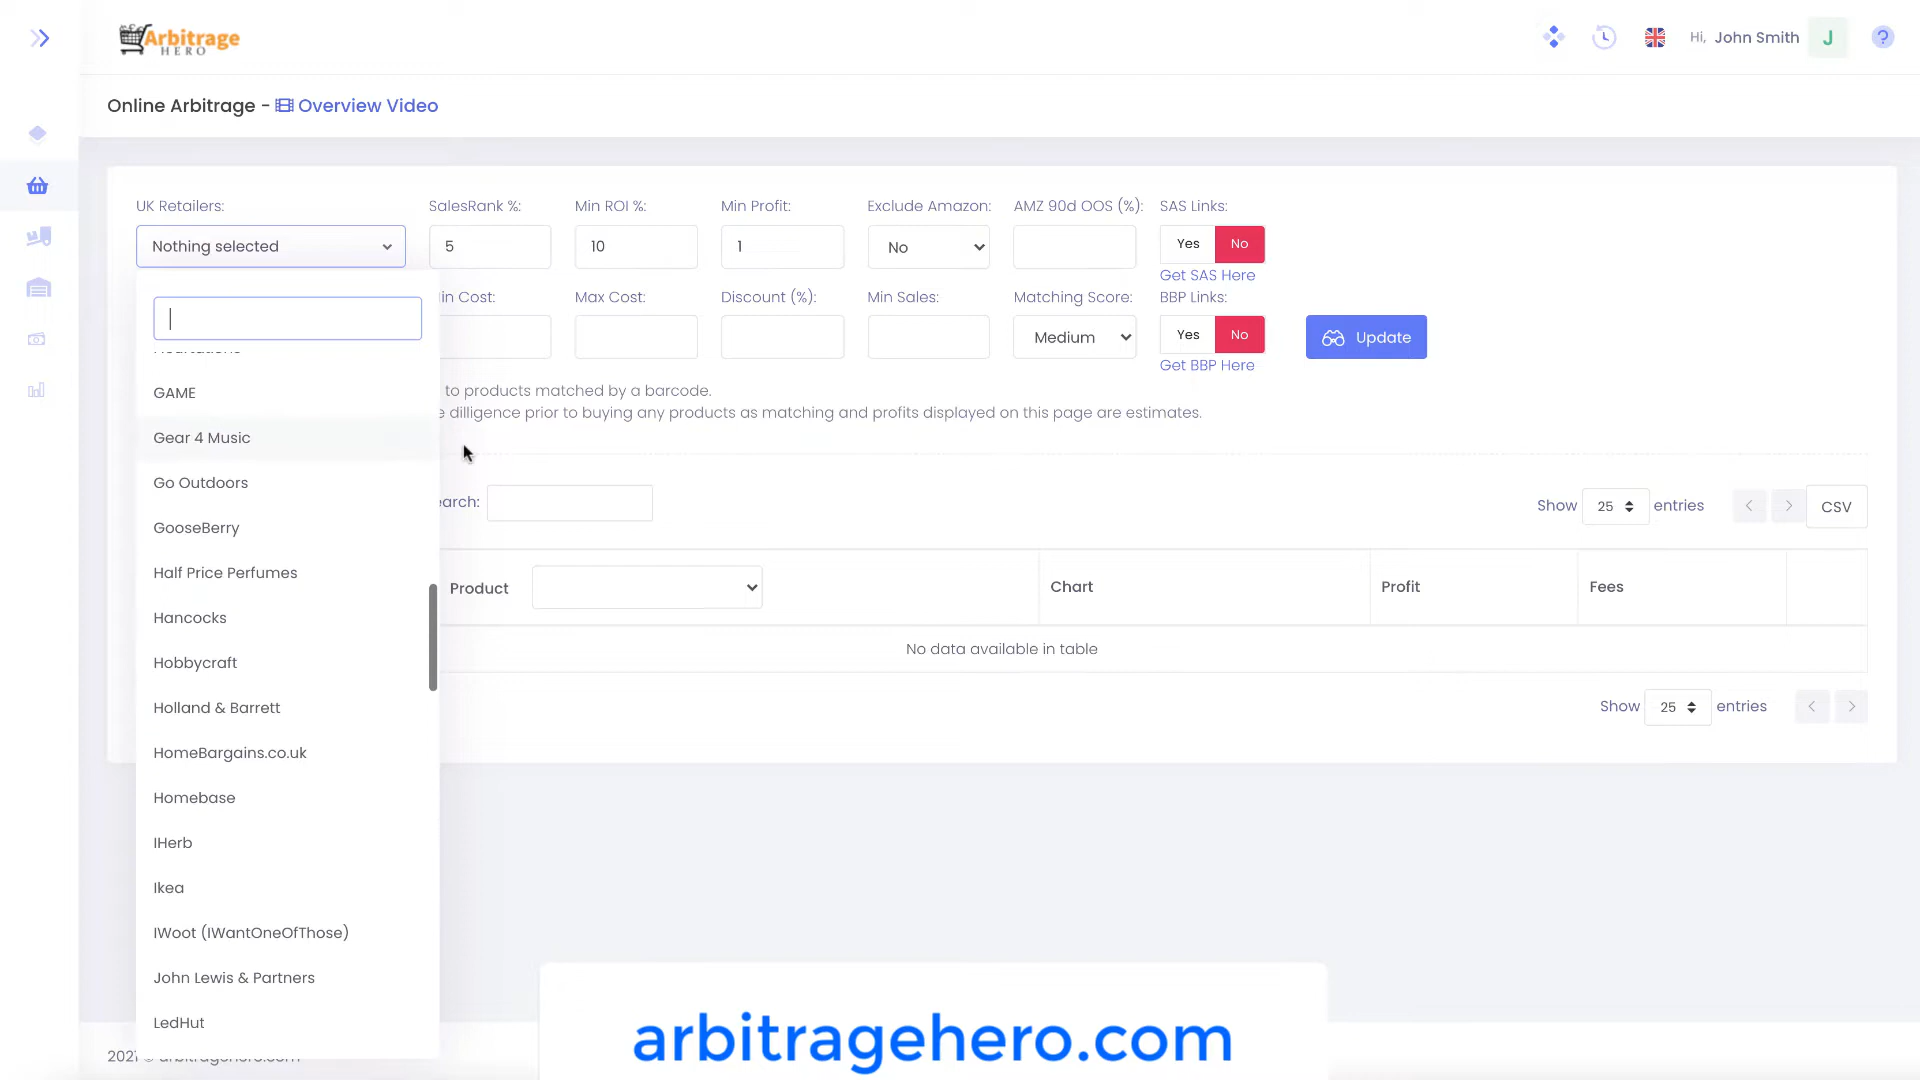 Arbitrage
HERO
Hi, John Smith J ?
Online Arbitrage - Overview Video
UK Retailers: SalesRank %: Min ROI %: Min Profit: Exclude Amazon: AMZ 90d OOS (%): SAS Links:
Nothing selected 5 10 1 No Yes No
Get SAS Here
in Cost: Max Cost: Discount (%): Min Sales: Matching Score: BBP Links:
Medium Yes No Update
Get BBP Here
to products matched by a barcode.
e dilligence prior to buying any products as matching and profits displayed on this page are estimates.
GAME
Gear 4 Music
Go Outdoors
GooseBerry
Half Price Perfumes
Hancocks
Hobbycraft
Holland & Barrett
HomeBargains.co.uk
Homebase
IHerb
Ikea
IWoot (IWantOneOfThose)
John Lewis & Partners
LedHut
arch: Show 25 entries CSV
Product Chart Profit Fees
No data available in table
Show 25 entries
2021 © arbitragehero.com
arbitragehero.com